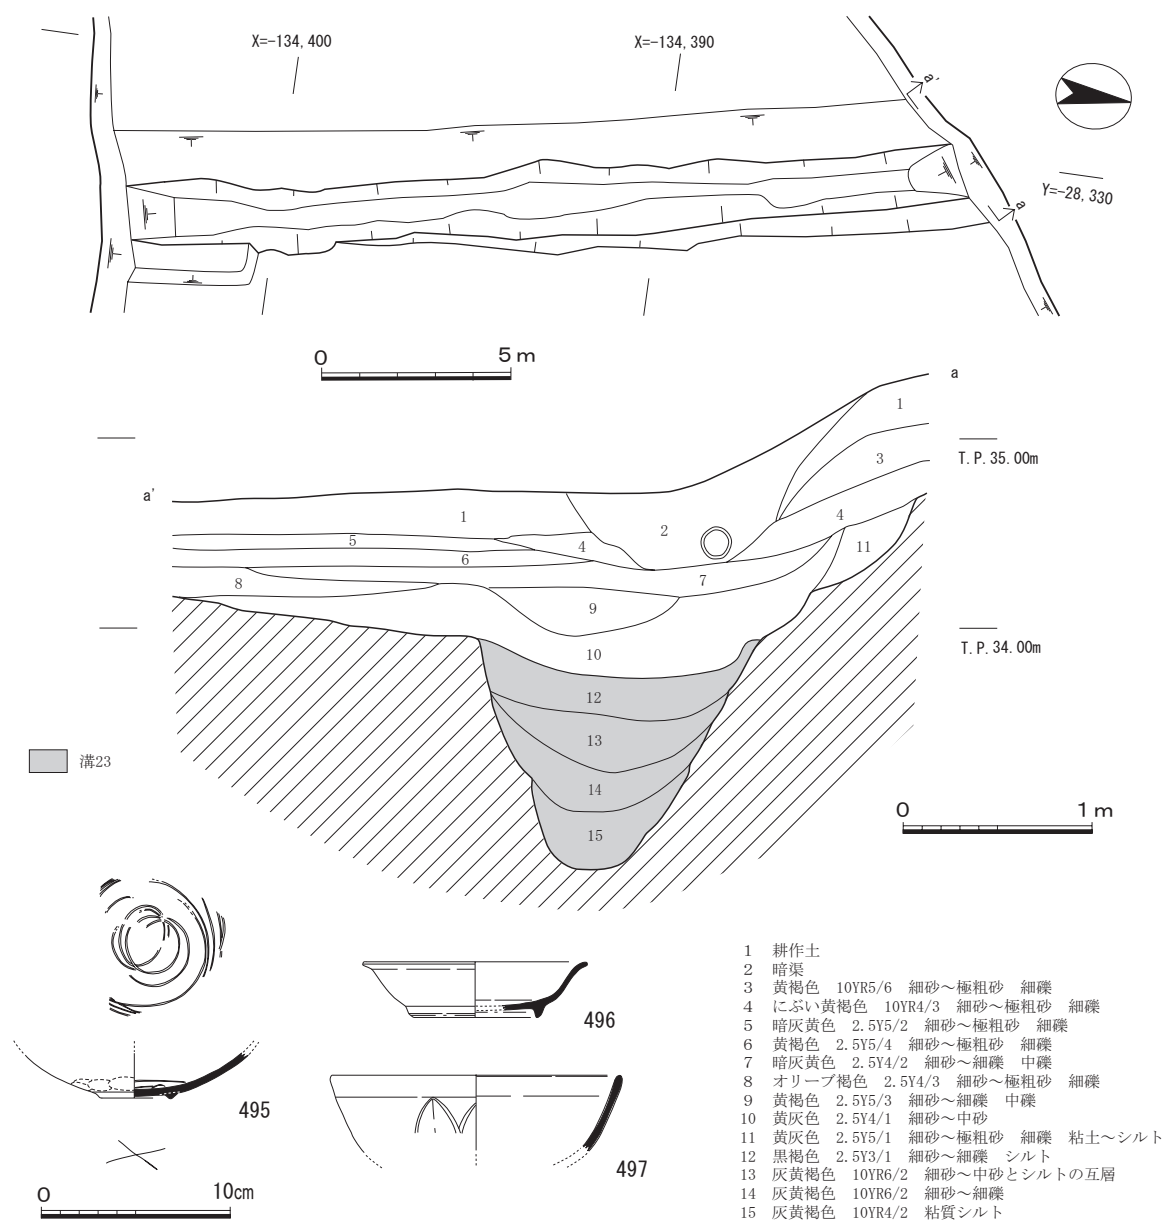 X=-134,400
X=-134,390
a'
Y=-28,330
a
0 5m
a
1
3
T.P.35.00m
a'
1
2
4
5
4
11
6
7
8
9
T.P.34.00m
10
12
13
溝23
14
0 1m
15
496
495
497
0 10cm
1 耕作土
2 暗渠
3 黄褐色 10YR5/6 細砂～極粗砂 細礫
4 にぶい黄褐色 10YR4/3 細砂～極粗砂 細礫
5 暗灰黄色 2.5Y5/2 細砂～極粗砂 細礫
6 黄褐色 2.5Y5/4 細砂～極粗砂 細礫
7 暗灰黄色 2.5Y4/2 細砂～細礫 中礫
8 オリーブ褐色 2.5Y4/3 細砂～極粗砂 細礫
9 黄褐色 2.5Y5/3 細砂～細礫 中礫
10 黄灰色 2.5Y4/1 細砂～中砂
11 黄灰色 2.5Y5/1 細砂～極粗砂 細礫 粘土～シルト
12 黒褐色 2.5Y3/1 細砂～細礫 シルト
13 灰黄褐色 10YR6/2 細砂～中砂とシルトの互層
14 灰黄褐色 10YR6/2 細砂～細礫
15 灰黄褐色 10YR4/2 粘質シルト